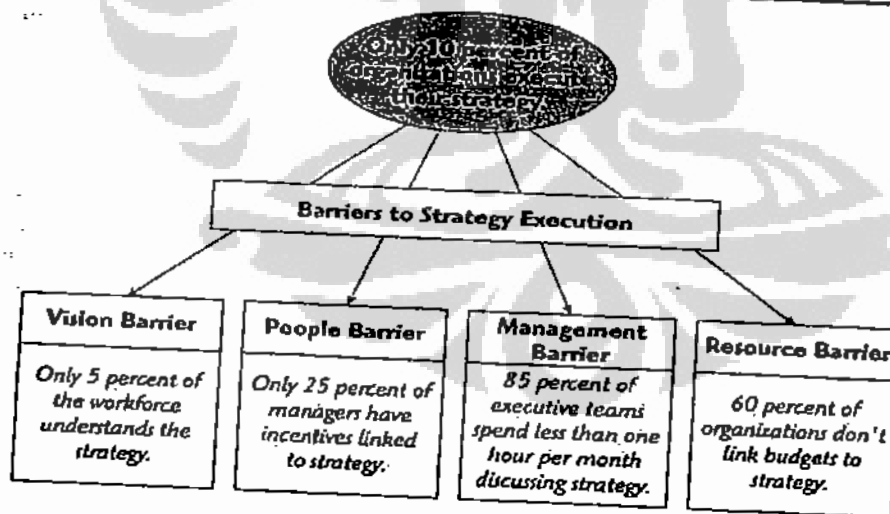 Only 10 percent of
organizations execute
their strategy.
Barriers to Strategy Execution
Vision Barrier
Only 5 percent of
the workforce
understands the
strategy.
People Barrier
Only 25 percent of
managers have
incentives linked
to strategy.
Management
Barrier
85 percent of
executive teams
spend less than one
hour per month
discussing strategy.
Resource Barrier
60 percent of
organizations don't
link budgets to
strategy.